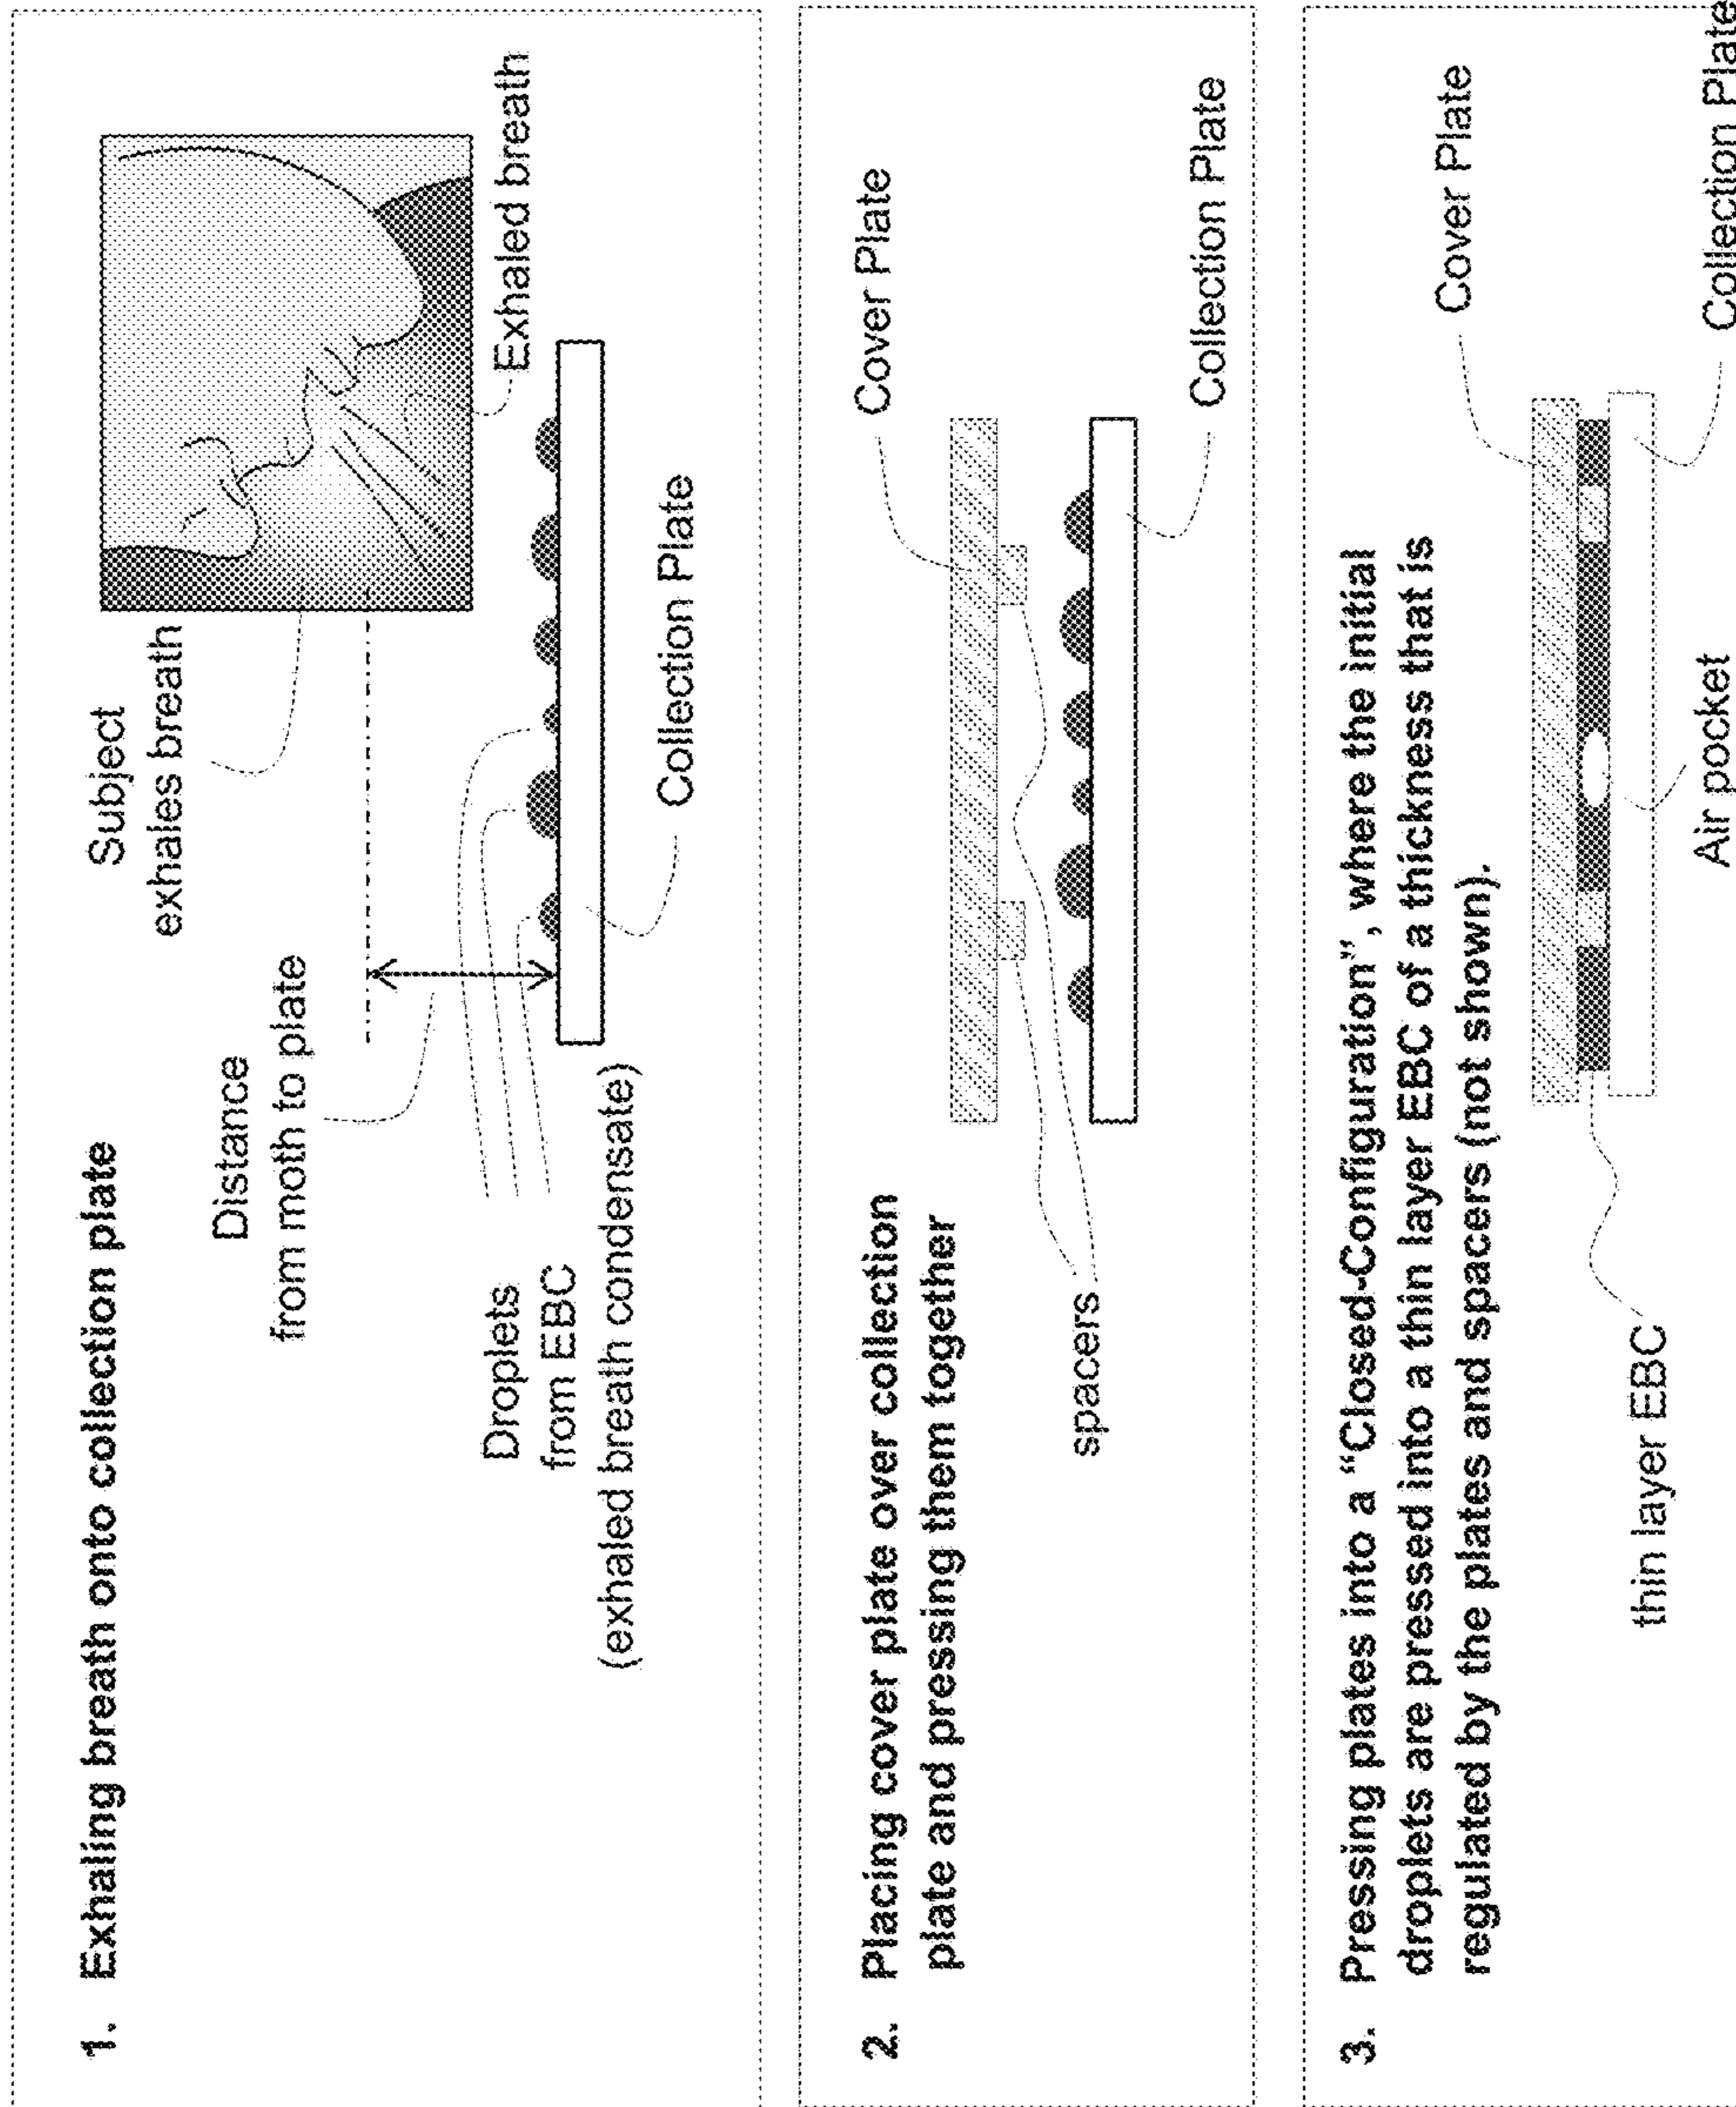 1. Exhaling breath onto collection plate
Subject
exhales breath
Distance
from moth to plate
Exhaled breath
Droplets
from EBC
(exhaled breath condensate)
Collection Plate
2. Placing cover plate over collection
plate and pressing them together
Cover Plate
spacers
Collection Plate
3. Pressing plates into a “Closed-Configuration”, where the initial
droplets are pressed into a thin layer EBC of a thickness that is
regulated by the plates and spacers (not shown).
Cover Plate
thin layer EBC
Air pocket
Collection Plate